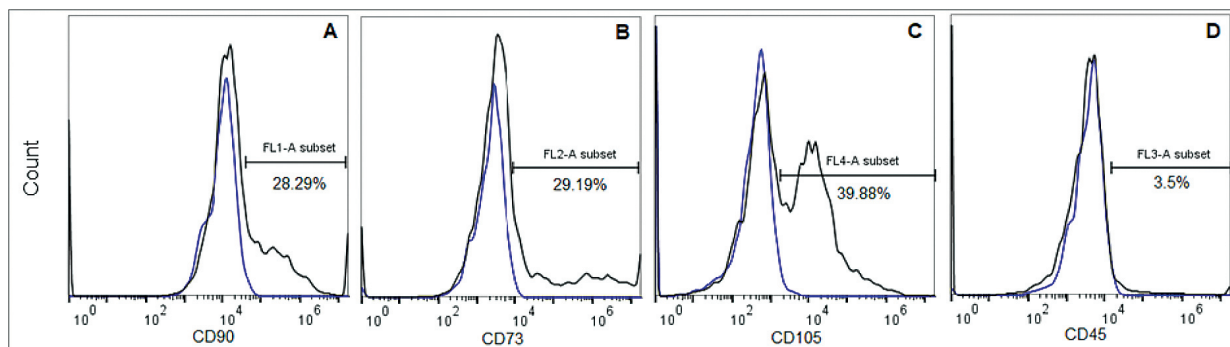 A
B
C
D
Count
FL1-A subset
28.29%
FL2-A subset
29.19%
FL4-A subset
39.88%
FL3-A subset
3.5%
10^0 10^2 10^4 10^6
10^0 10^2 10^4 10^6
10^0 10^2 10^4 10^6
10^0 10^2 10^4 10^6
CD90
CD73
CD105
CD45